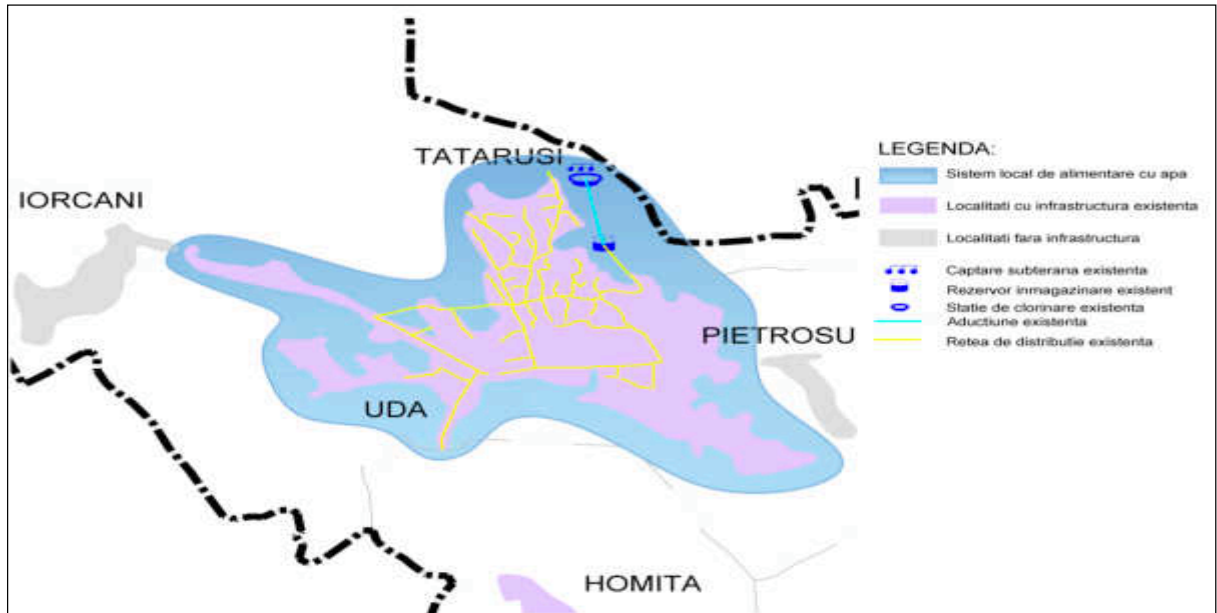 TATARUSI
IORCANI
PIETROSU
UDA
HOMITA
LEGENDA:
Sistem local de alimentare cu apa
Localitati cu infrastructura existenta
Localitati fara infrastructura
Captare subterana existenta
Rezervor inmagazinare existent
Statie de clorinare existenta
Aductiune existenta
Retea de distributie existenta